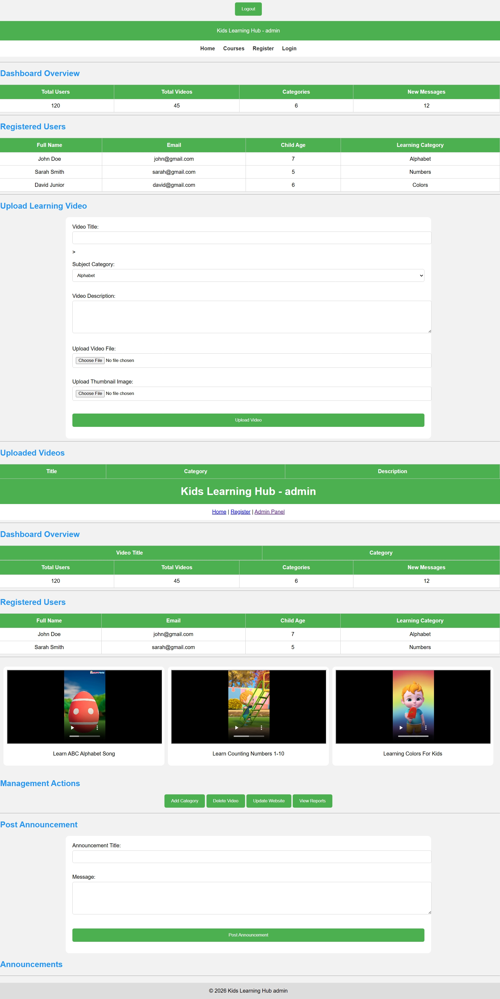 Logout
Kids Learning Hub - admin
Home Courses Register Login
Dashboard Overview
Total Users Total Videos Categories New Messages
120 45 6 12
Registered Users
Full Name Email Child Age Learning Category
John Doe john@gmail.com 7 Alphabet
Sarah Smith sarah@gmail.com 5 Numbers
David Junior david@gmail.com 6 Colors
Upload Learning Video
Video Title:
>
Subject Category:
Alphabet
Video Description:
Upload Video File:
Choose File No file chosen
Upload Thumbnail Image:
Choose File No file chosen
Upload Video
Uploaded Videos
Title Category Description
Kids Learning Hub - admin
Home | Register | Admin Panel
Dashboard Overview
Video Title Category
Total Users Total Videos Categories New Messages
120 45 6 12
Registered Users
Full Name Email Child Age Learning Category
John Doe john@gmail.com 7 Alphabet
Sarah Smith sarah@gmail.com 5 Numbers
Learn ABC Alphabet Song Learn Counting Numbers 1-10 Learning Colors For Kids
Management Actions
Add Category Delete Video Update Website View Reports
Post Announcement
Announcement Title:
Message:
Post Announcement
Announcements
© 2026 Kids Learning Hub admin